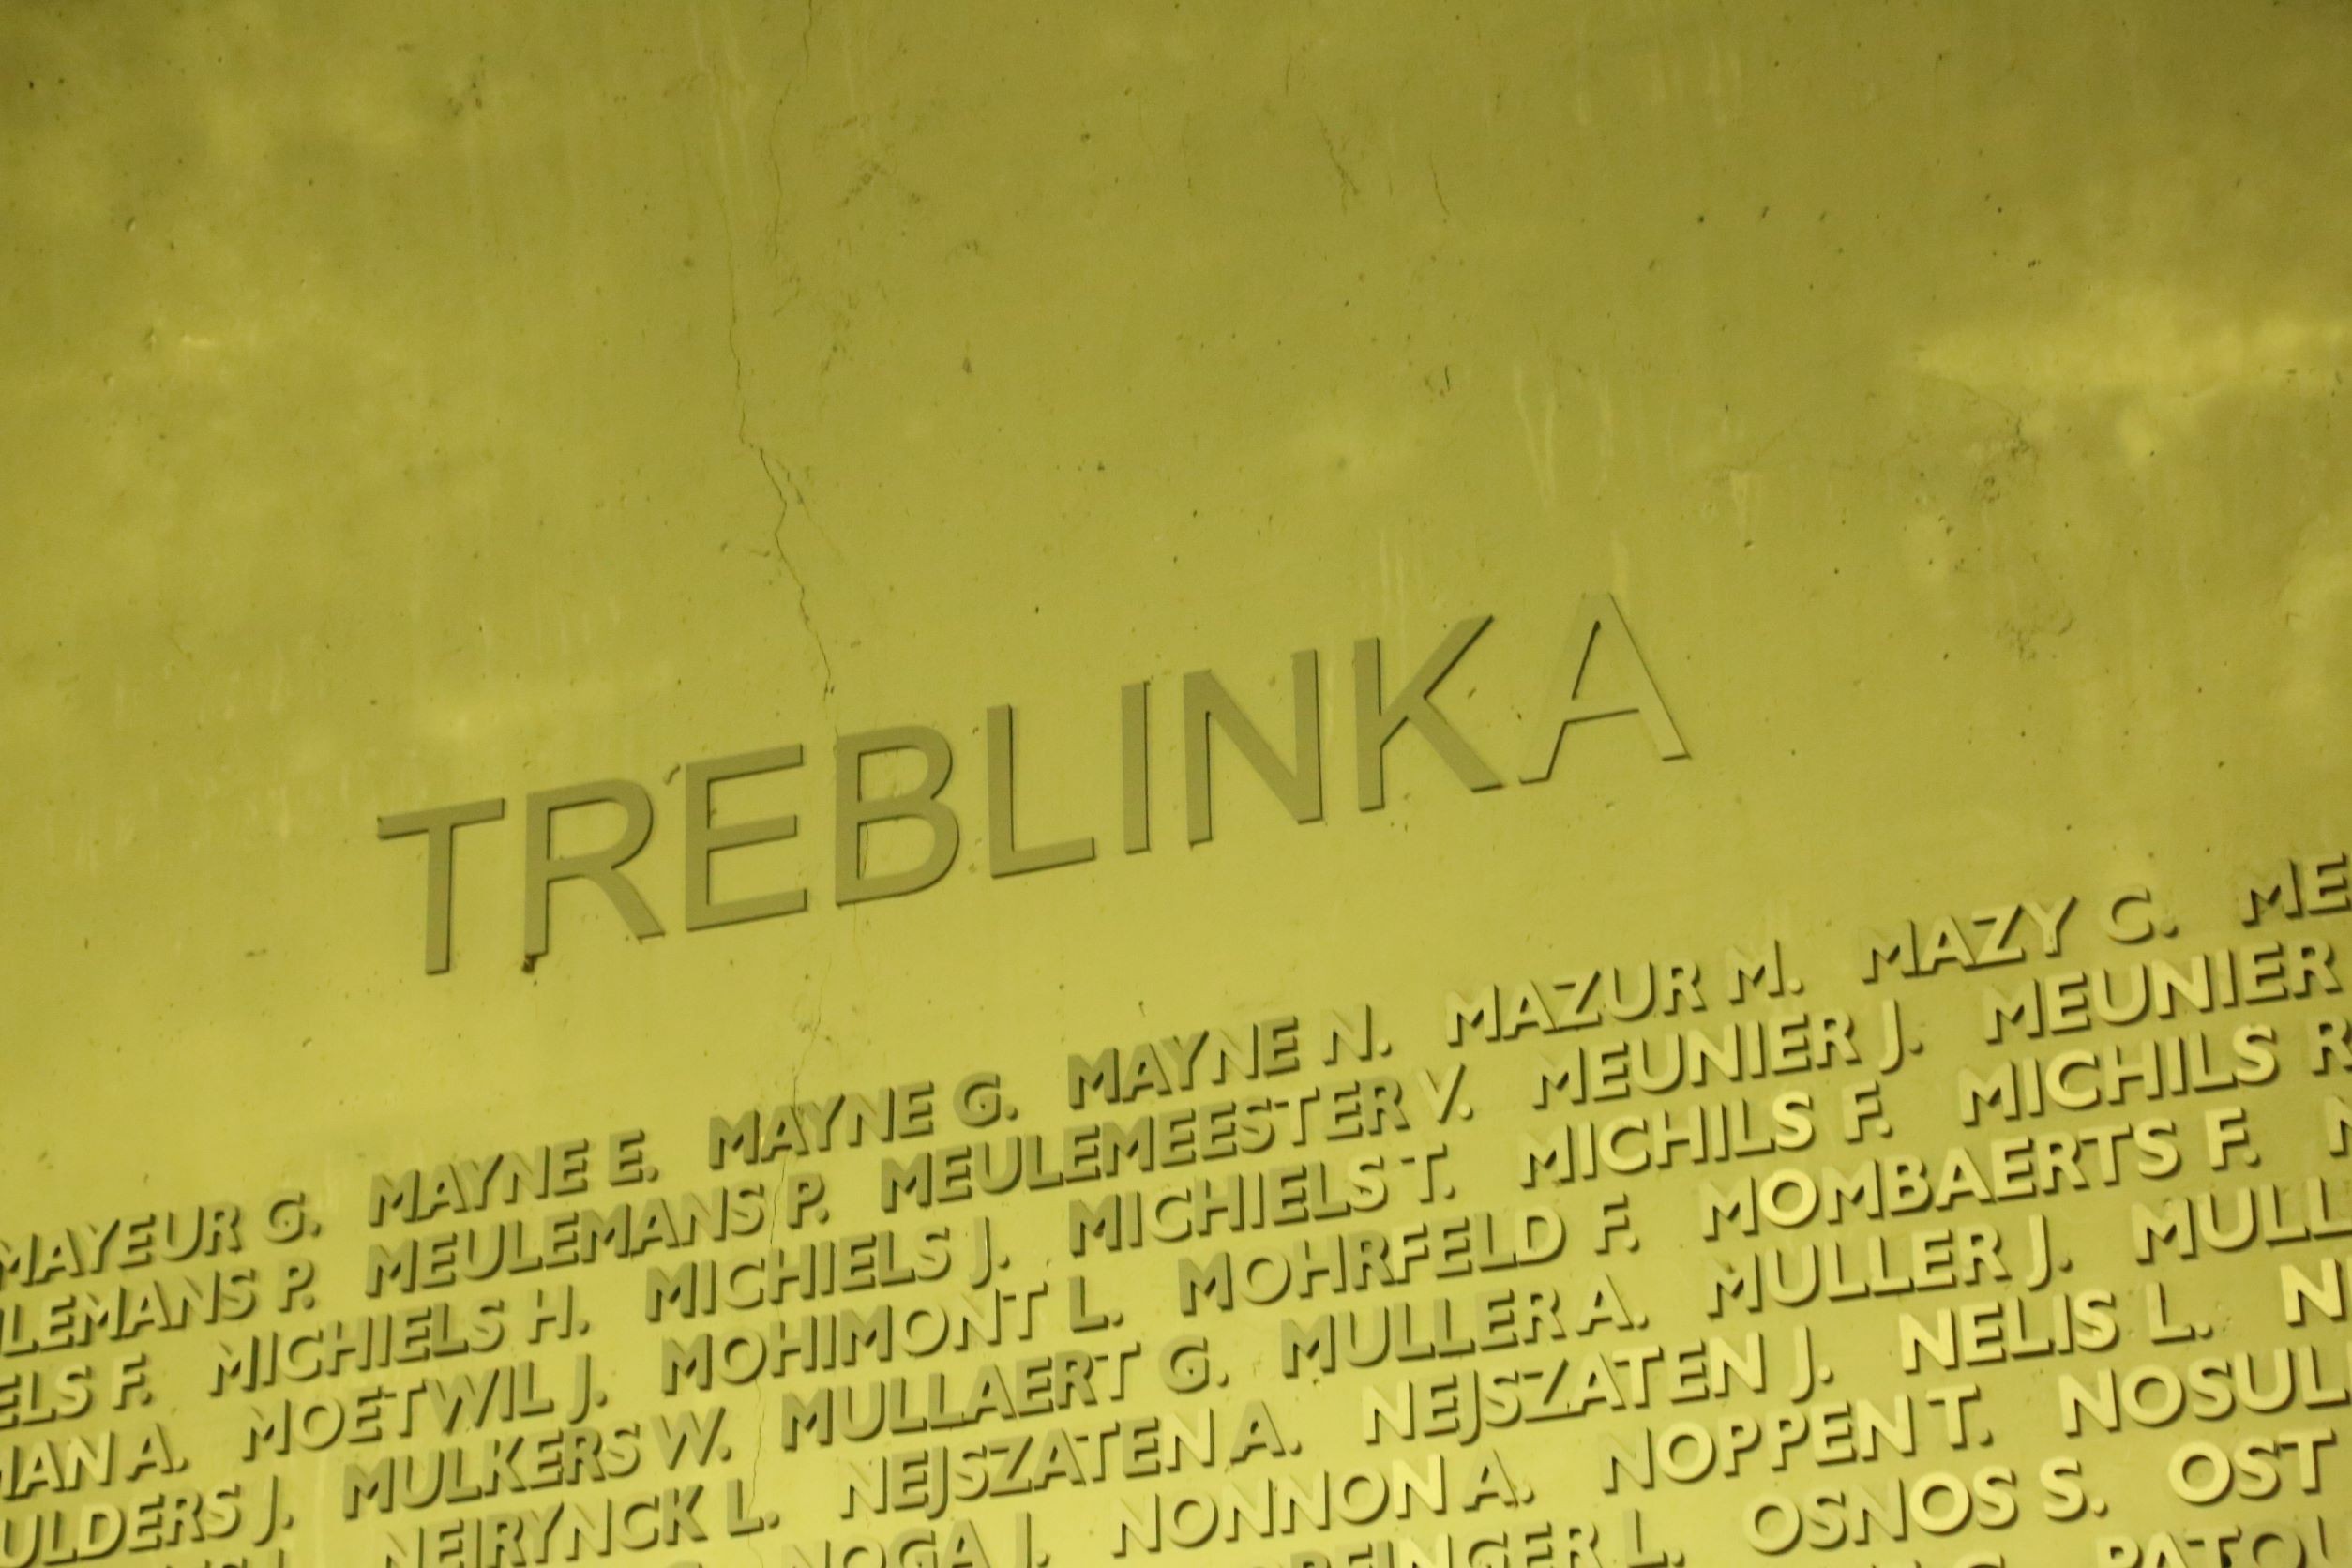 TREBLINKA
MAYEUR G. MAYNE E. MAYNE G. MAYNE N. MAZUR M. MAZY C.
P. MEULEMANS P. MEULEMEESTER V. MEUNIER J. MEUNIER
F. MICHIELS H. MICHIELS J. MICHIELS T. MICHILS F. MICHILS R
A. MOETWIL J. MOHIMONT L. MOHRFELD F. MOMBAERTS F.
J. MULKERS W. MULLAERT G. MULLER A. MULLER J.
NEIRYNCK L. NEJSZATEN A. NEJSZATEN J. NELIS L.
NOGA J. NONNON A. NOPPEN T.
L. OSNOS S.